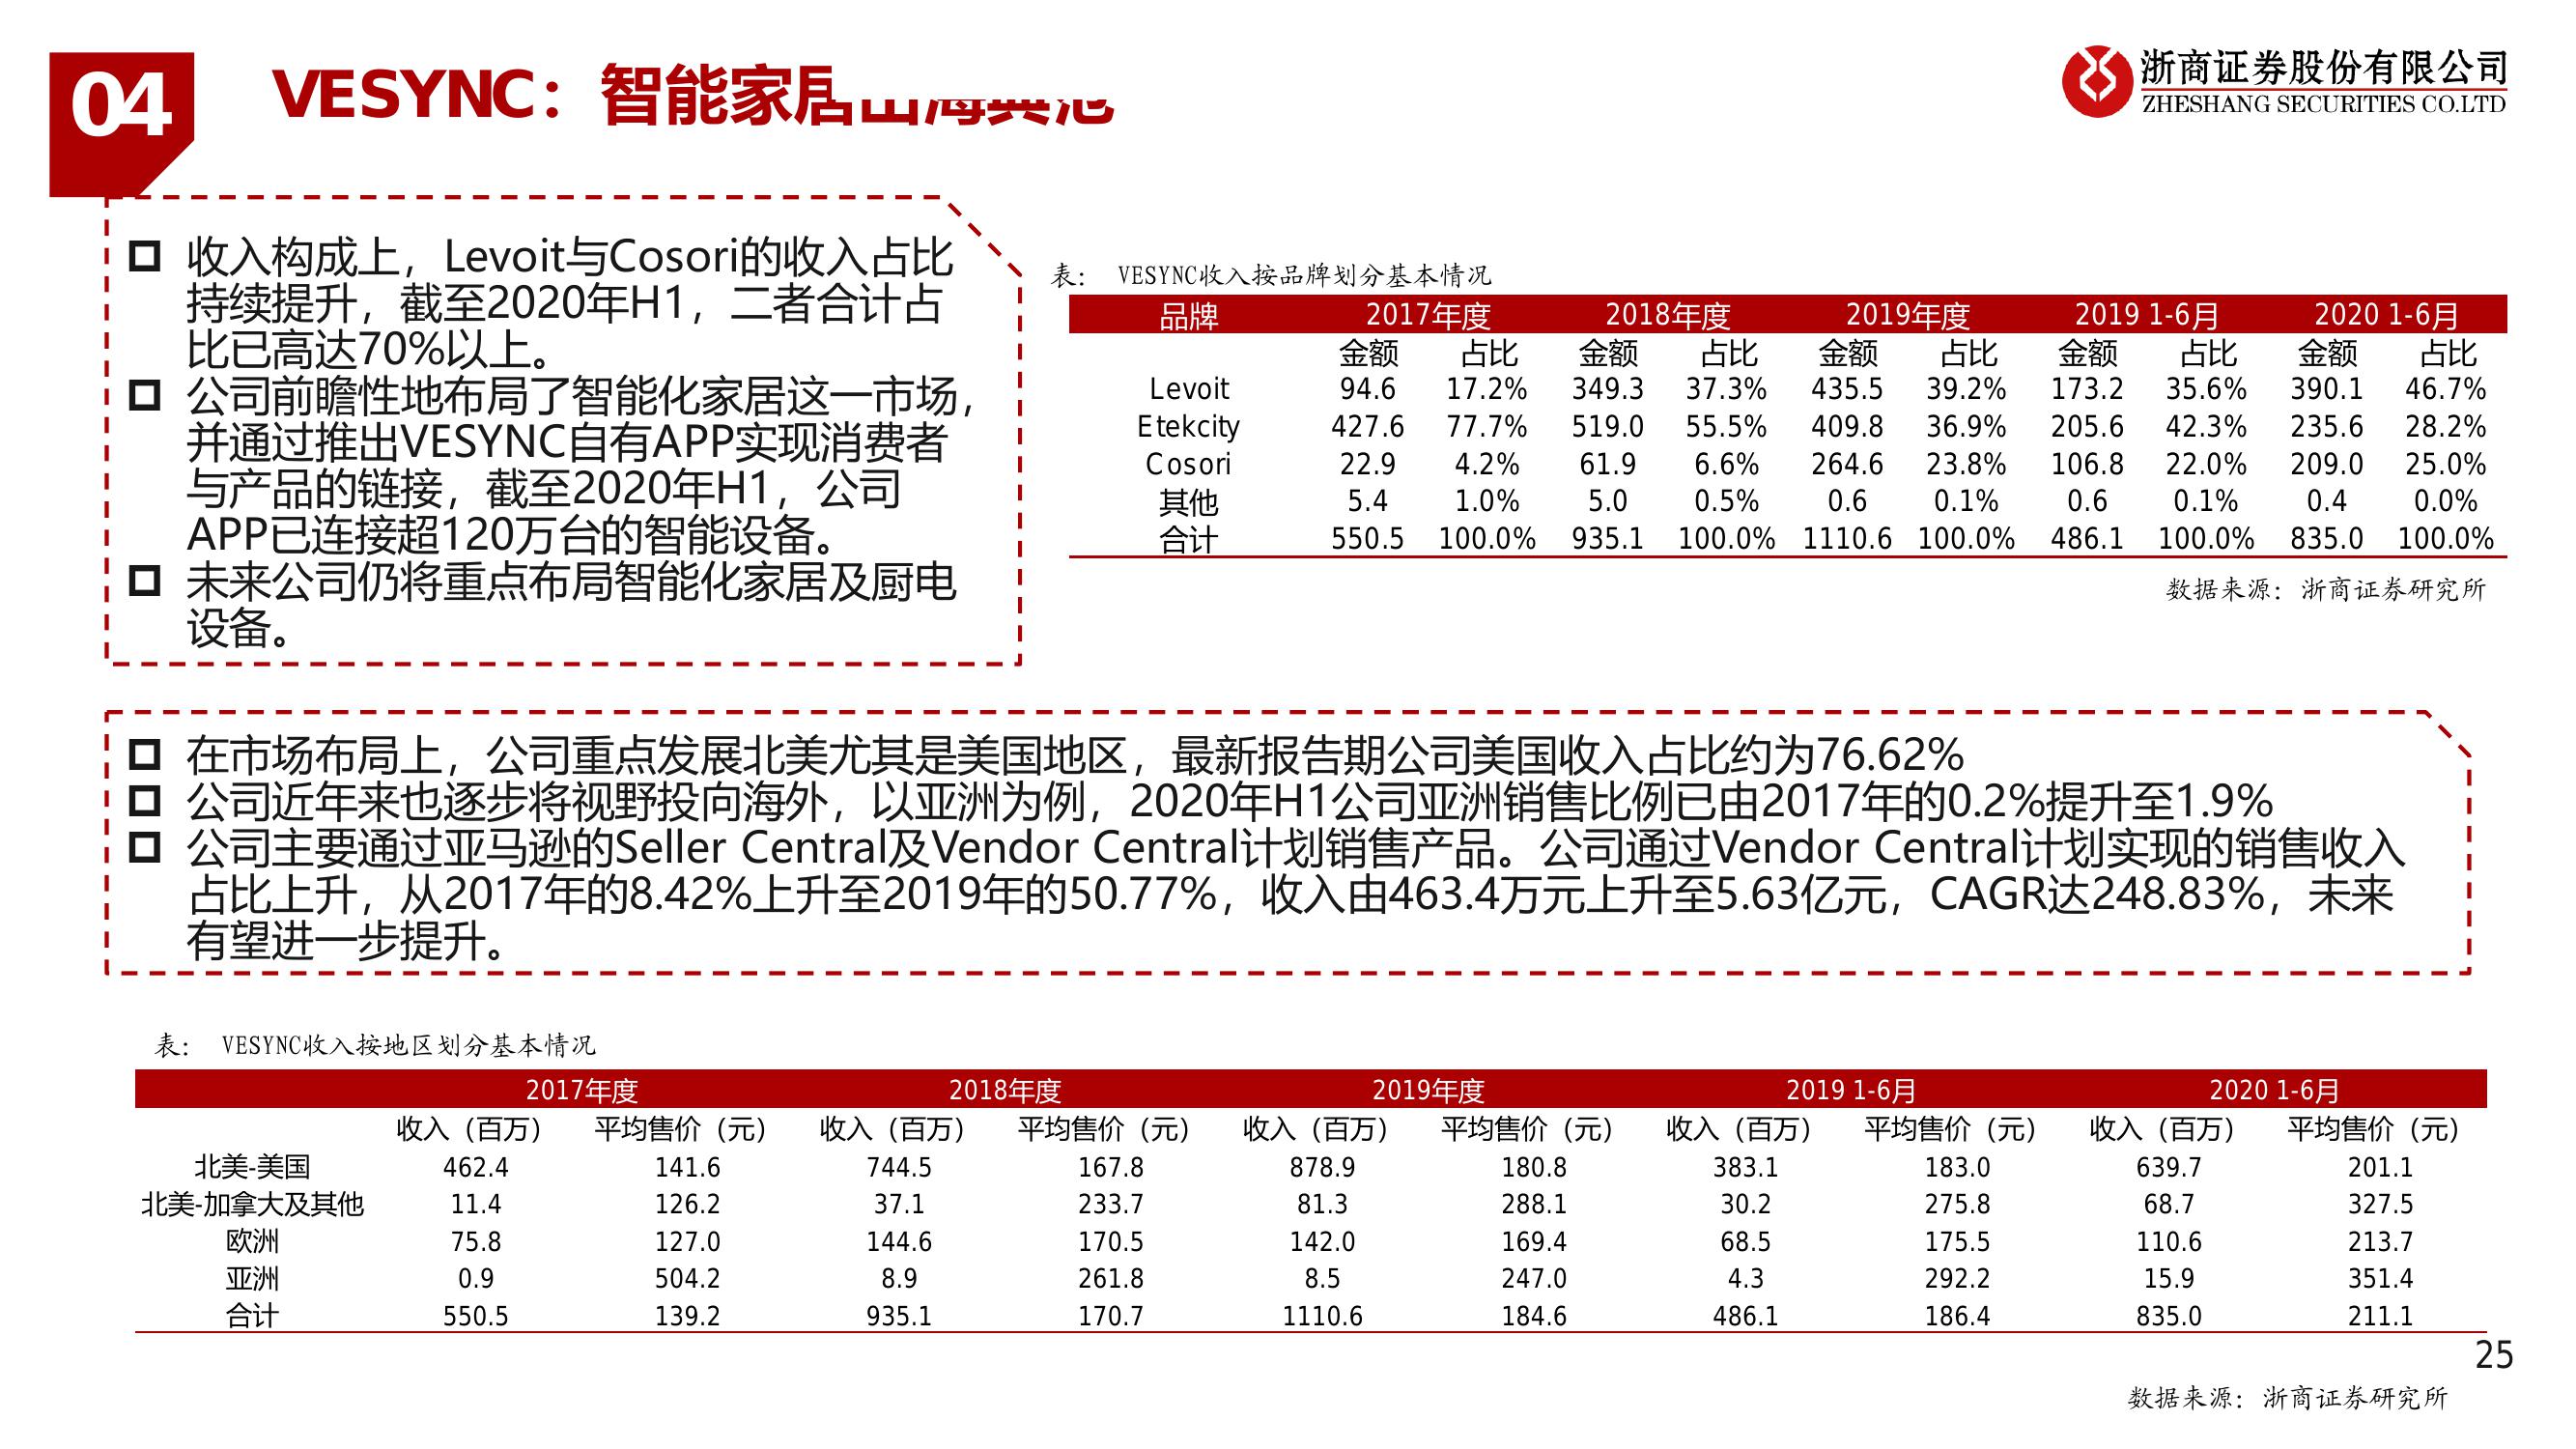 04
VESYNC：智能家居出海典范
浙商证券股份有限公司
ZHESHANG SECURITIES CO.LTD
收入构成上，Levoit与Cosori的收入占比
持续提升，截至2020年H1，二者合计占
比已高达70%以上。
公司前瞻性地布局了智能化家居这一市场，
并通过推出VESYNC自有APP实现消费者
与产品的链接，截至2020年H1，公司
APP已连接超120万台的智能设备。
未来公司仍将重点布局智能化家居及厨电
设备。
表： VESYNC收入按品牌划分基本情况
品牌 2017年度 2018年度 2019年度 2019 1-6月 2020 1-6月
金额 占比 金额 占比 金额 占比 金额 占比 金额 占比
Levoit 94.6 17.2% 349.3 37.3% 435.5 39.2% 173.2 35.6% 390.1 46.7%
Etekcity 427.6 77.7% 519.0 55.5% 409.8 36.9% 205.6 42.3% 235.6 28.2%
Cosori 22.9 4.2% 61.9 6.6% 264.6 23.8% 106.8 22.0% 209.0 25.0%
其他 5.4 1.0% 5.0 0.5% 0.6 0.1% 0.6 0.1% 0.4 0.0%
合计 550.5 100.0% 935.1 100.0% 1110.6 100.0% 486.1 100.0% 835.0 100.0%
数据来源：浙商证券研究所
在市场布局上，公司重点发展北美尤其是美国地区，最新报告期公司美国收入占比约为76.62%
公司近年来也逐步将视野投向海外，以亚洲为例，2020年H1公司亚洲销售比例已由2017年的0.2%提升至1.9%
公司主要通过亚马逊的Seller Central及Vendor Central计划销售产品。公司通过Vendor Central计划实现的销售收入
占比上升，从2017年的8.42%上升至2019年的50.77%，收入由463.4万元上升至5.63亿元，CAGR达248.83%，未来
有望进一步提升。
表： VESYNC收入按地区划分基本情况
2017年度 2018年度 2019年度 2019 1-6月 2020 1-6月
收入（百万） 平均售价（元） 收入（百万） 平均售价（元） 收入（百万） 平均售价（元） 收入（百万） 平均售价（元） 收入（百万） 平均售价（元）
北美-美国 462.4 141.6 744.5 167.8 878.9 180.8 383.1 183.0 639.7 201.1
北美-加拿大及其他 11.4 126.2 37.1 233.7 81.3 288.1 30.2 275.8 68.7 327.5
欧洲 75.8 127.0 144.6 170.5 142.0 169.4 68.5 175.5 110.6 213.7
亚洲 0.9 504.2 8.9 261.8 8.5 247.0 4.3 292.2 15.9 351.4
合计 550.5 139.2 935.1 170.7 1110.6 184.6 486.1 186.4 835.0 211.1
25
数据来源：浙商证券研究所